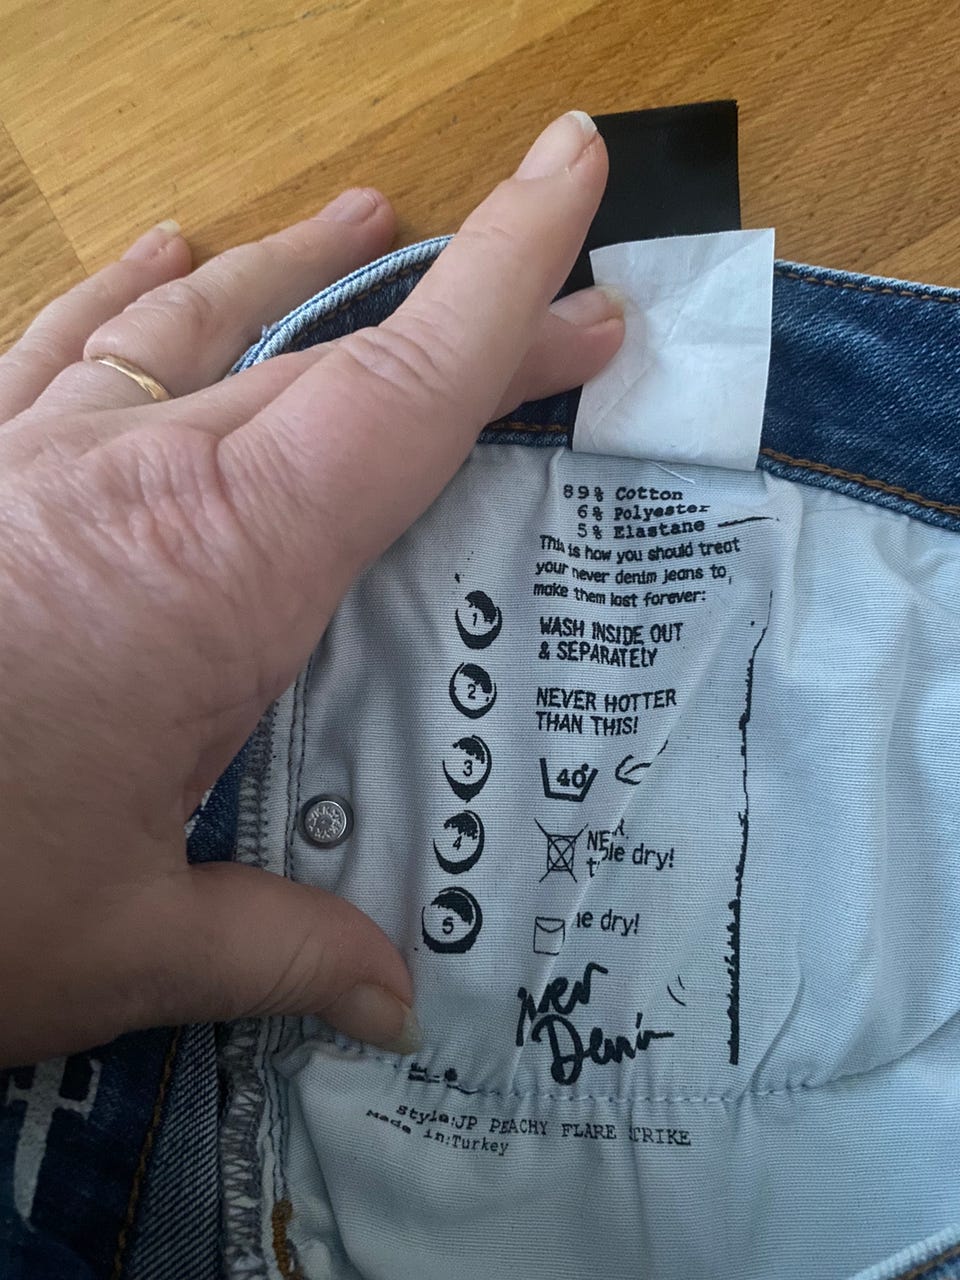 89% Cotton
6% Polyester
5% Elastane
This is how you should treat
your never denim jeans to,
make them last forever:
1
WASH INSIDE OUT
& SEPARATELY
2
NEVER HOTTER
THAN THIS!
3
40°
4
dry!
5
dry!
Denim
Style:JP PEACHY FLARE
Made in:Turkey